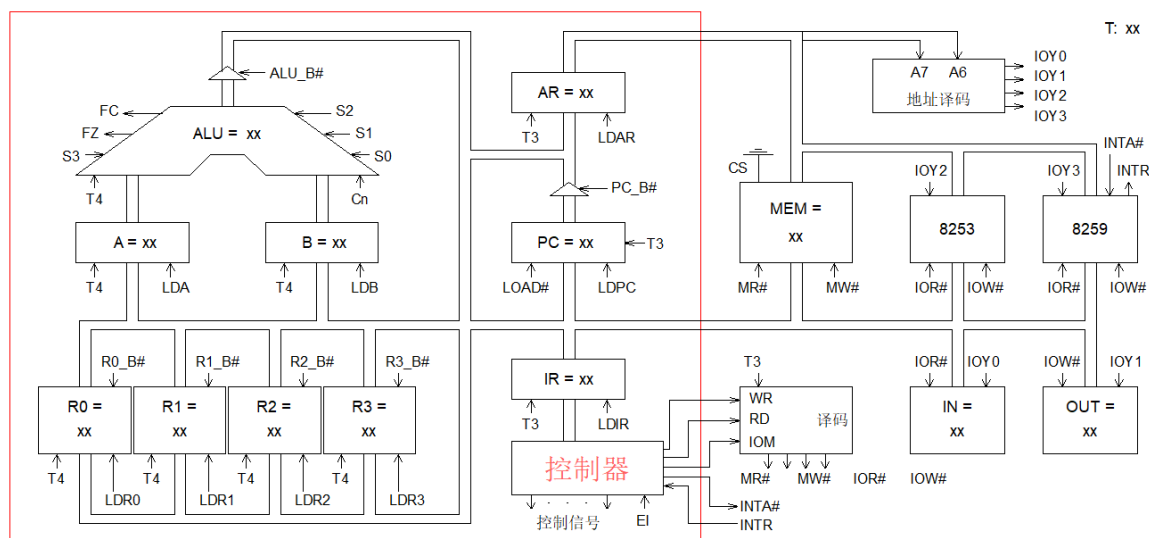 T: xx
ALU_B#
FC
S2
FZ
ALU = xx
S1
S3
S0
T4
Cn
AR = xx
T3
LDAR
A7
A6
地址译码
IOY0
IOY1
IOY2
IOY3
PC_B#
CS
IOY2
IOY3
INTA#
INTR
A = xx
B = xx
PC = xx
T3
MEM =
xx
8253
8259
T4
LDA
T4
LDB
LOAD#
LDPC
MR#
MW#
IOR#
IOW#
IOR#
IOW#
R0_B#
R1_B#
R2_B#
R3_B#
T3
IOR#
IOY0
IOW#
IOY1
R0 =
xx
R1 =
xx
R2 =
xx
R3 =
xx
IR = xx
T3
LDIR
WR
RD
IOM
译码
IN =
xx
OUT =
xx
T4
LDR0
T4
LDR1
T4
LDR2
T4
LDR3
控制器
MR#
MW#
IOR#
IOW#
· · ·
控制信号
EI
INTA#
INTR